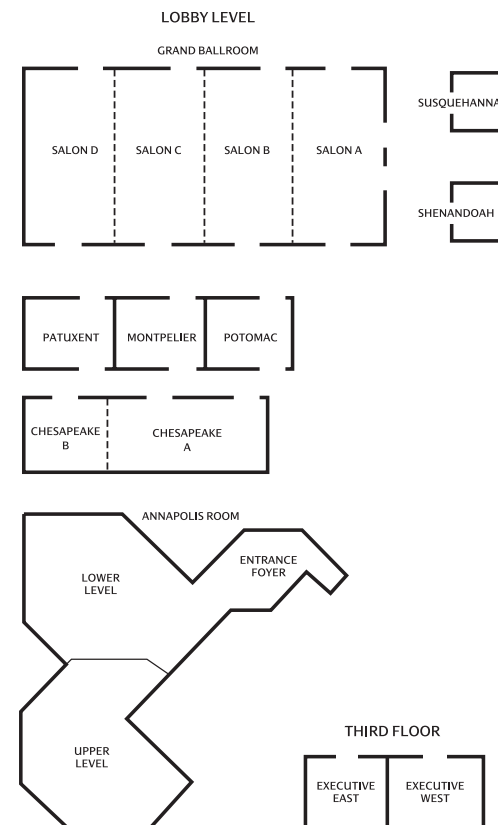 LOBBY LEVEL
GRAND BALLROOM
SALON D
SALON C
SALON B
SALON A
SUSQUEHANNA
SHENANDOAH
PATUXENT
MONTPELIER
POTOMAC
CHESAPEAKE
B
CHESAPEAKE
A
ANNAPOLIS ROOM
ENTRANCE
FOYER
LOWER
LEVEL
UPPER
LEVEL
THIRD FLOOR
EXECUTIVE
EAST
EXECUTIVE
WEST